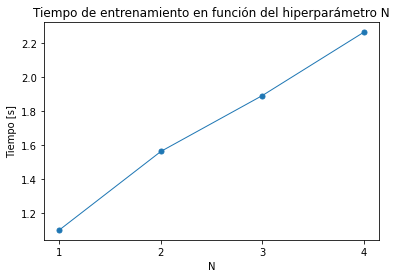 Tiempo de entrenamiento en función del hiperparámetro N
2.2
2.0
1.8
1.6
1.4
1.2
Tiempo [s]
1 2 3 4
N